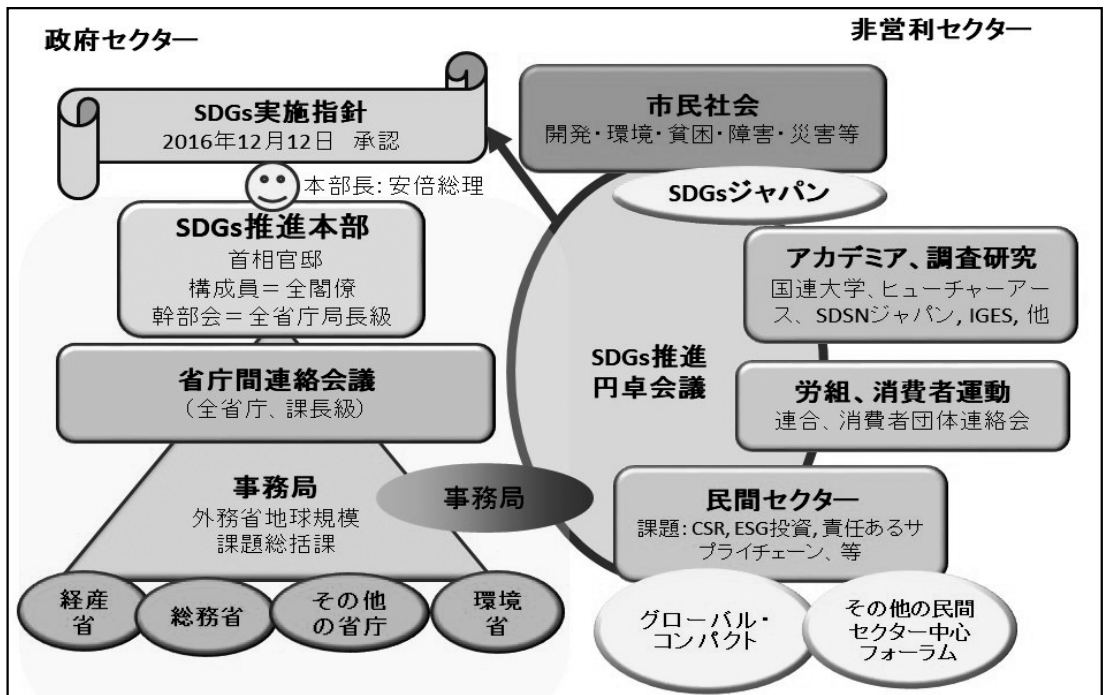 政府セクター
非営利セクター
SDGs実施指針
2016年12月12日 承認
本部長: 安倍総理
SDGs推進本部
首相官邸
構成員＝全閣僚
幹部会＝全省庁局長級
省庁間連絡会議
（全省庁、課長級）
事務局
外務省地球規模
課題総括課
経産
省
総務省
その他
の省庁
環境
省
事務局
市民社会
開発・環境・貧困・障害・災害等
SDGsジャパン
SDGs推進
円卓会議
アカデミア、調査研究
国連大学、ヒューチャーアー
ス、SDSNジャパン, IGES, 他
労組、消費者運動
連合、消費者団体連絡会
民間セクター
課題: CSR, ESG投資, 責任あるサ
プライチェーン、等
グローバル・
コンパクト
その他の民間
セクター中心
フォーラム